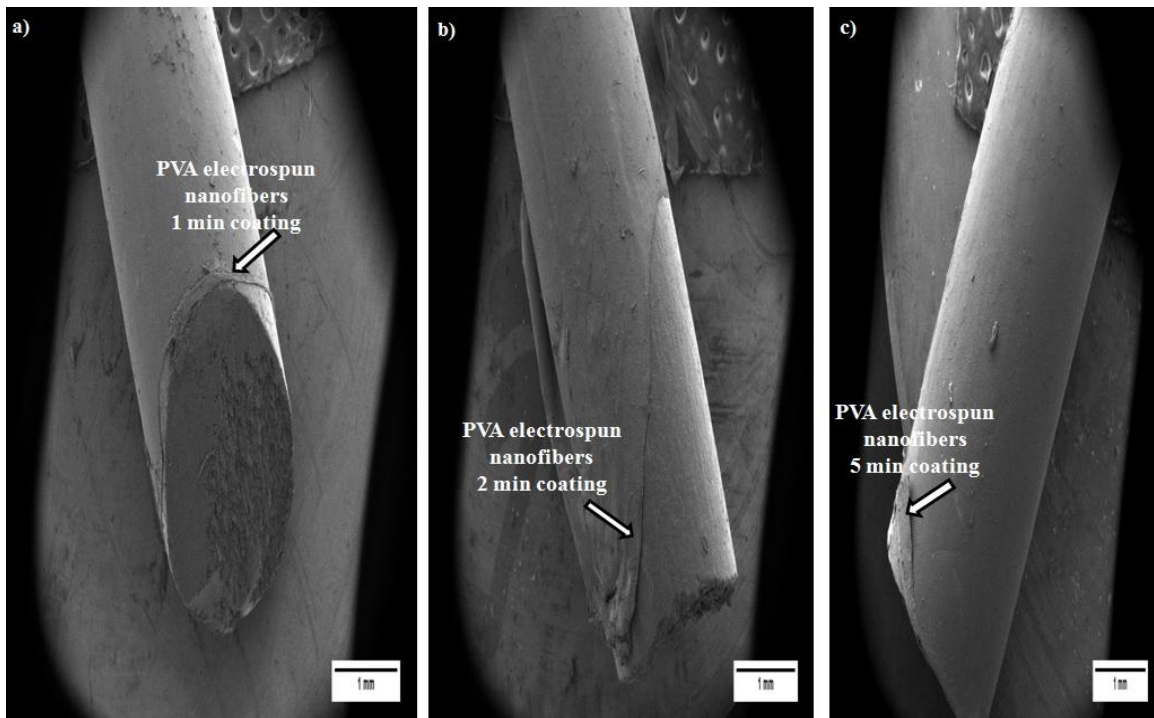 a)
PVA electrospun
nanofibers
1 min coating
1 mm
b)
PVA electrospun
nanofibers
2 min coating
1 mm
c)
PVA electrospun
nanofibers
5 min coating
1 mm